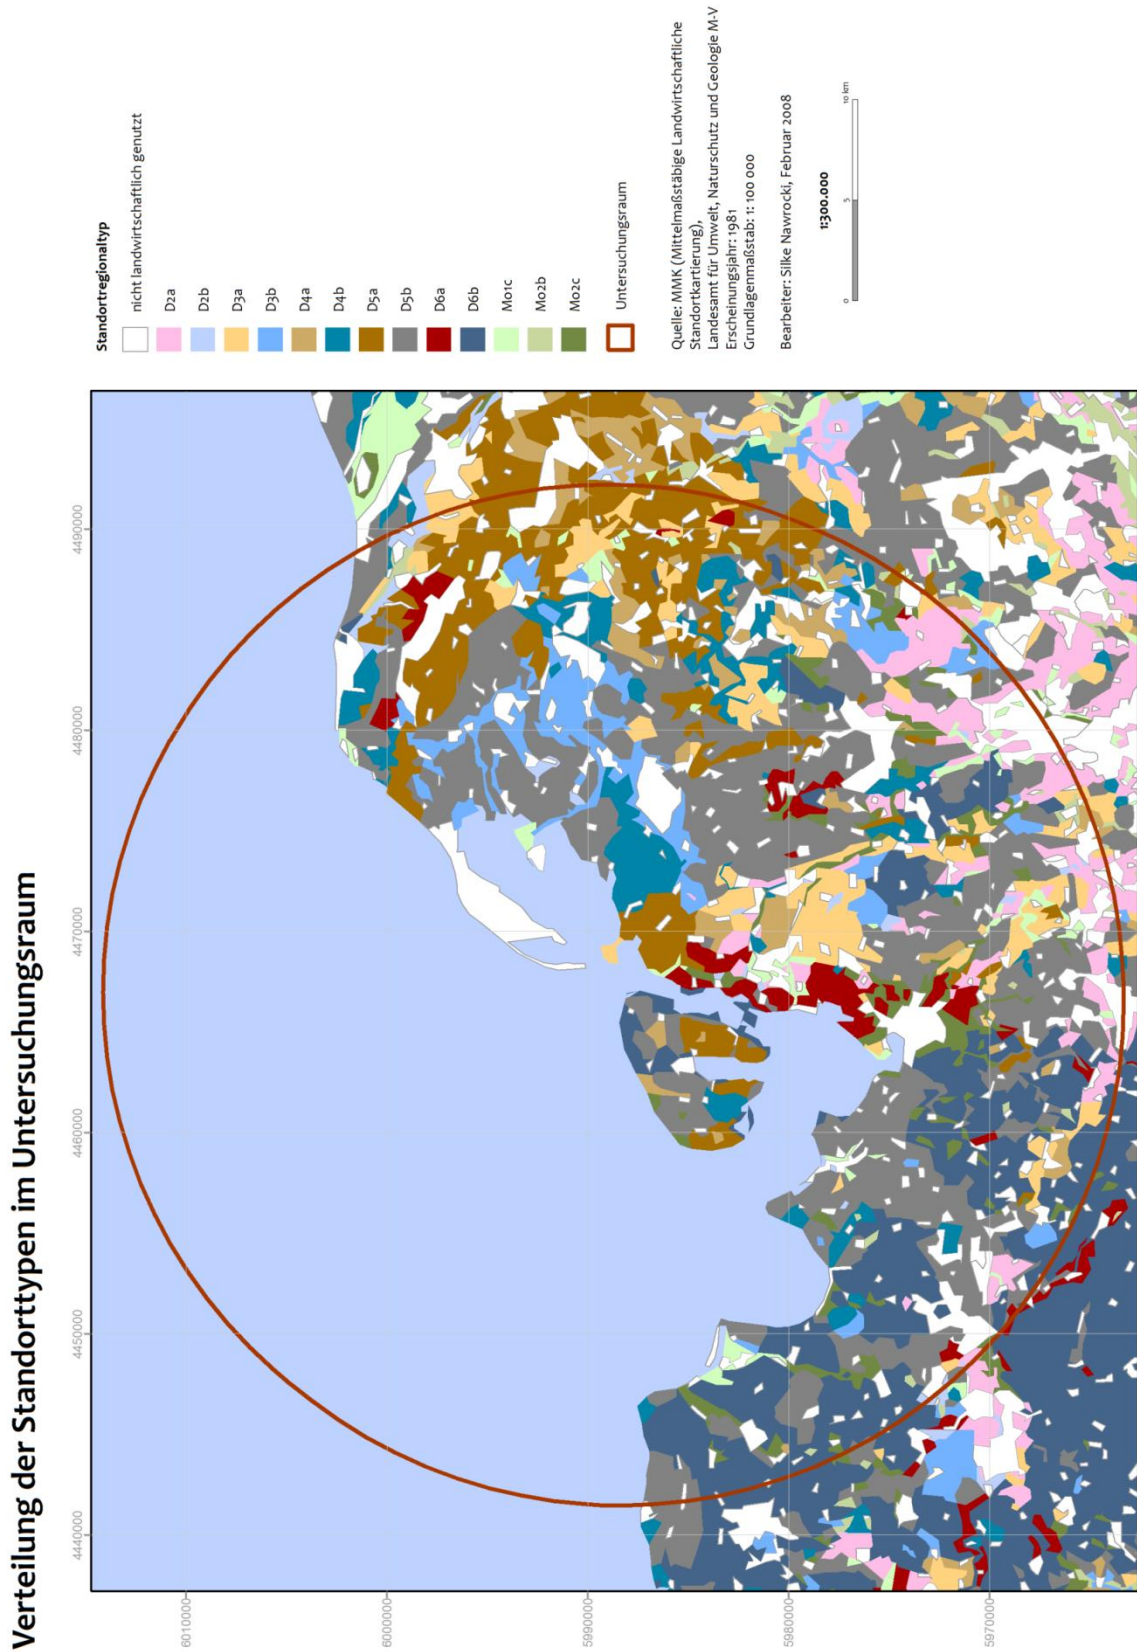 Verteilung der Standorttypen im Untersuchungsraum
4440000
4450000
4460000
4470000
4480000
4490000
6010000
6000000
5990000
5980000
5970000
Standortregionaltyp
nicht landwirtschaftlich genutzt
D2a
D2b
D3a
D3b
D4a
D4b
D5a
D5b
D6a
D6b
Mo1c
Mo2b
Mo2c
Untersuchungsraum
Quelle: MMK (Mittelmaßstäbige Landwirtschaftliche
Standortkartierung),
Landesamt für Umwelt, Naturschutz und Geologie M-V
Erscheinungsjahr: 1981
Grundlagenmaßstab: 1: 100 000
Bearbeiter: Silke Nawrocki, Februar 2008
1:300.000
0 5 10 km